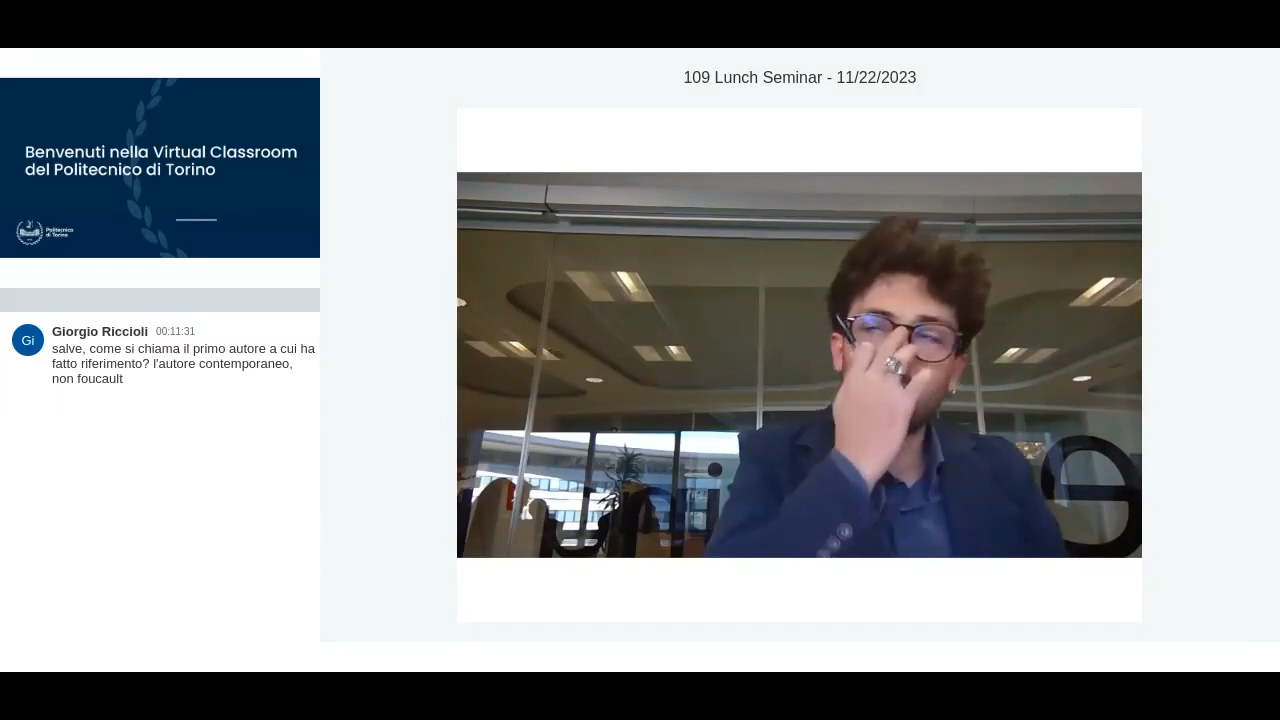 109 Lunch Seminar - 11/22/2023
Benvenuti nella Virtual Classroom
del Politecnico di Torino
Politecnico
di Torino
Gi
Giorgio Riccioli 00:11:31
salve, come si chiama il primo autore a cui ha
fatto riferimento? l'autore contemporaneo,
non foucault